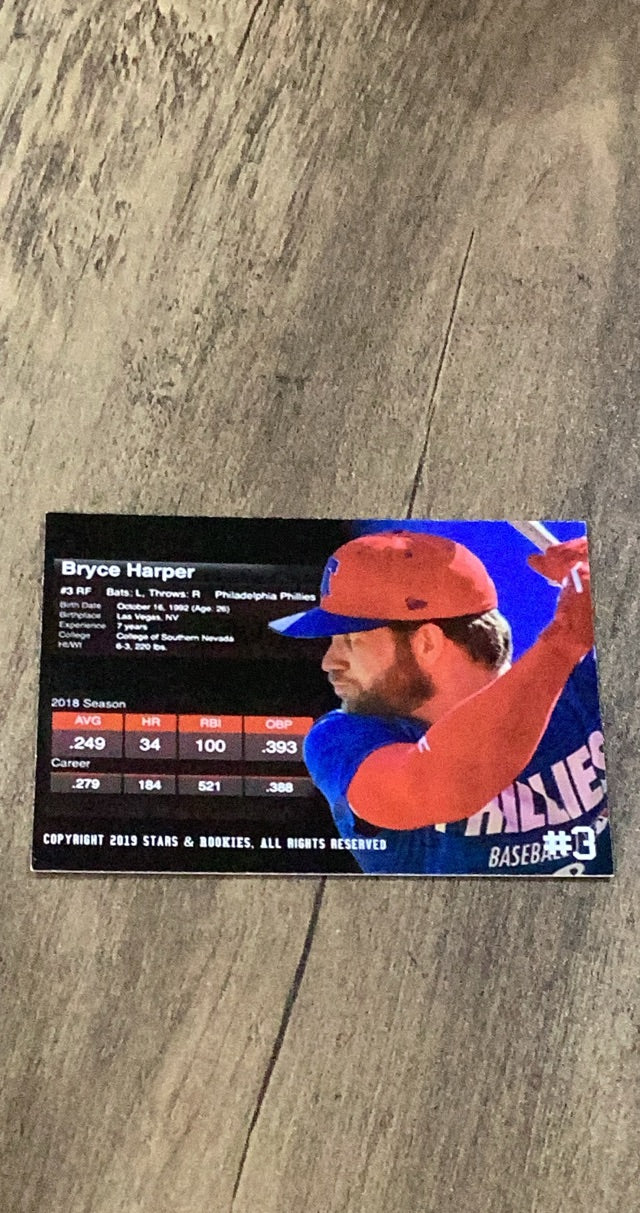 Bryce Harper
#3 RF Bats: L, Throws: R Philadelphia Phillies
Birth Date October 16, 1992 (Age: 26)
Birthplace Las Vegas, NV
Experience 7 years
College College of Southern Nevada
Ht/Wt 6-3, 220 lbs.
2018 Season
AVG HR RBI OBP
.249 34 100 .393
Career
.279 184 521 .388
COPYRIGHT 2019 STARS & ROOKIES, ALL RIGHTS RESERVED
PHILLIES
BASEBALL
#3